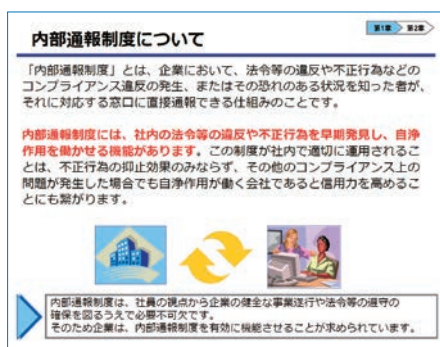 内部通報制度について
第1章
第2章
「内部通報制度」とは、企業において、法令等の違反や不正行為などの
コンプライアンス違反の発生、またはその恐れのある状況を知った者が、
それに対応する窓口に直接通報できる仕組みのことです。
内部通報制度には、社内の法令等の違反や不正行為を早期発見し、自浄
作用を働かせる機能があります。この制度が社内で適切に運用されるこ
とは、不正行為の抑止効果のみならず、その他のコンプライアンス上の
問題が発生した場合でも自浄作用が働く会社であると信用力を高めるこ
とにも繋がります。
内部通報制度は、社員の視点から企業の健全な事業遂行や法令等の遵守の
確保を図るうえで必要不可欠です。
そのため企業は、内部通報制度を有効に機能させることが求められています。